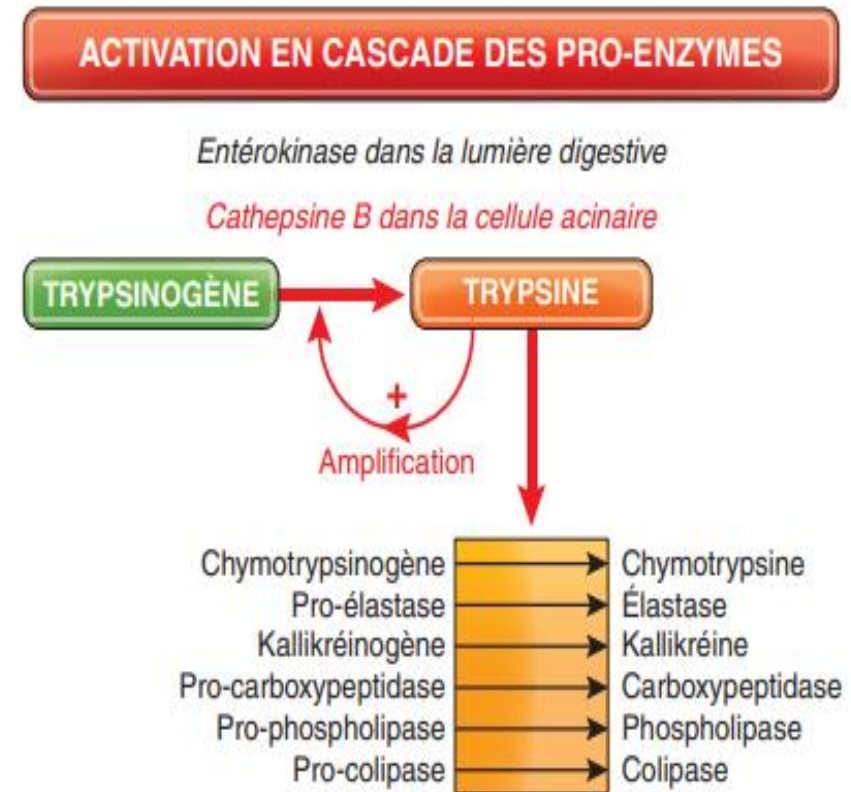 ACTIVATION EN CASCADE DES PRO-ENZYMES
Entérokinase dans la lumière digestive
Cathepsine B dans la cellule acinaire
TRYPSINOGÈNE TRYPSINE
+
Amplification
Chymotrypsinogène Chymotrypsine
Pro-élastase Élastase
Kallikréinogène Kallikréine
Pro-carboxypeptidase Carboxypeptidase
Pro-phospholipase Phospholipase
Pro-colipase Colipase